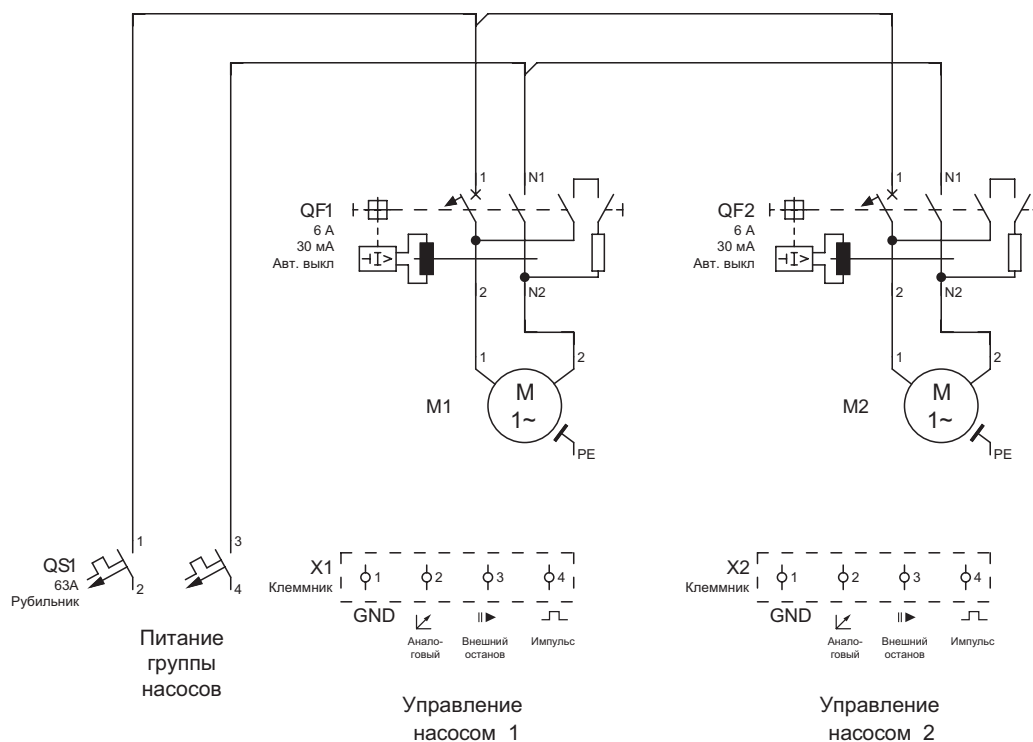 1
N1
1
N1
QF1
6 А
30 мА
Авт. выкл
I>
2
N2
QF2
6 А
30 мА
Авт. выкл
I>
2
N2
1
2
M1
M
1~
PE
1
2
M2
M
1~
PE
1
3
QS1
63А
Рубильник
2
4
Питание
группы
насосов
X1
Клеммник
1
2
3
4
GND
Анало-
говый
Внешний
останов
Импульс
Управление
насосом 1
X2
Клеммник
1
2
3
4
GND
Анало-
говый
Внешний
останов
Импульс
Управление
насосом 2